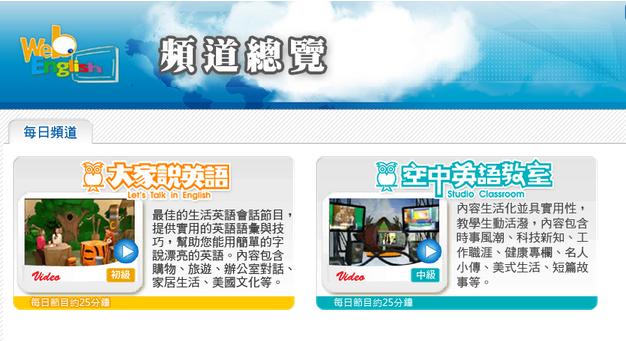 Web English
頻道總覽
每日頻道
大家說英語
Let's Talk in English
最佳的生活英語會話節目，
提供實用的英語語彙與技
巧，幫助您能用簡單的字
說漂亮的英語。內容包含
購物、旅遊、辦公室對話、
家居生活、美國文化等。
Video
初級
每日節目約25分鐘
空中英語教室
Studio Classroom
內容生活化並具實用性，
教學生動活潑，內容包含
時事風潮、科技新知、工
作職涯、健康專欄、名人
小傳、美式生活、短篇故
事等。
Video
中級
每日節目約25分鐘